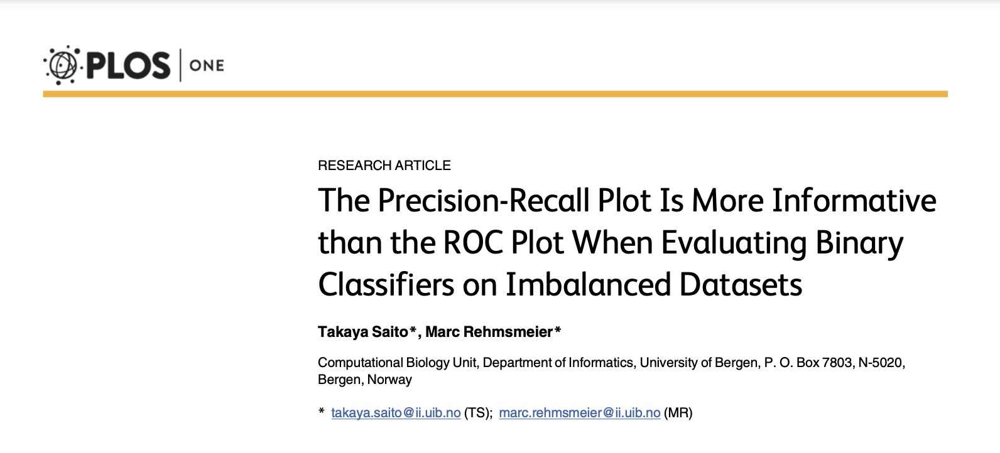 PLOS | ONE
RESEARCH ARTICLE
The Precision-Recall Plot Is More Informative
than the ROC Plot When Evaluating Binary
Classifiers on Imbalanced Datasets
Takaya Saito*, Marc Rehmsmeier*
Computational Biology Unit, Department of Informatics, University of Bergen, P. O. Box 7803, N-5020,
Bergen, Norway
* takaya.saito@ii.uib.no (TS); marc.rehmsmeier@ii.uib.no (MR)